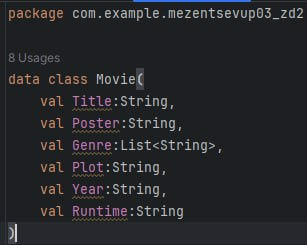 package com.example.mezentsevup03_zd2
8 Usages
data class Movie(
val Title:String,
val Poster:String,
val Genre:List<String>,
val Plot:String,
val Year:String,
val Runtime:String
)